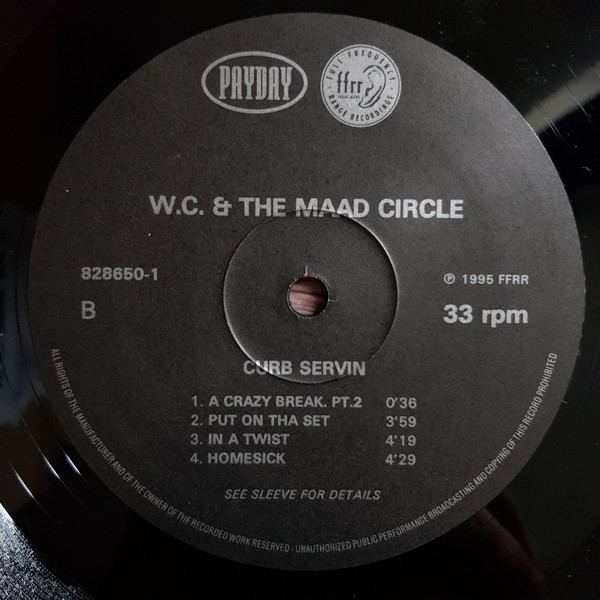 PAYDAY
FULL FREQUENCY
ffrr
RANGE RECORDINGS
W.C. & THE MAAD CIRCLE
828650-1
℗ 1995 FFRR
B
33 rpm
CURB SERVIN
1. A CRAZY BREAK. PT.2 0'36
2. PUT ON THA SET 3'59
3. IN A TWIST 4'19
4. HOMESICK 4'29
SEE SLEEVE FOR DETAILS
ALL RIGHTS OF THE MANUFACTURER AND OF THE OWNER OF THE RECORDED WORK RESERVED · UNAUTHORIZED PUBLIC PERFORMANCE BROADCASTING AND COPYING OF THIS RECORD PROHIBITED